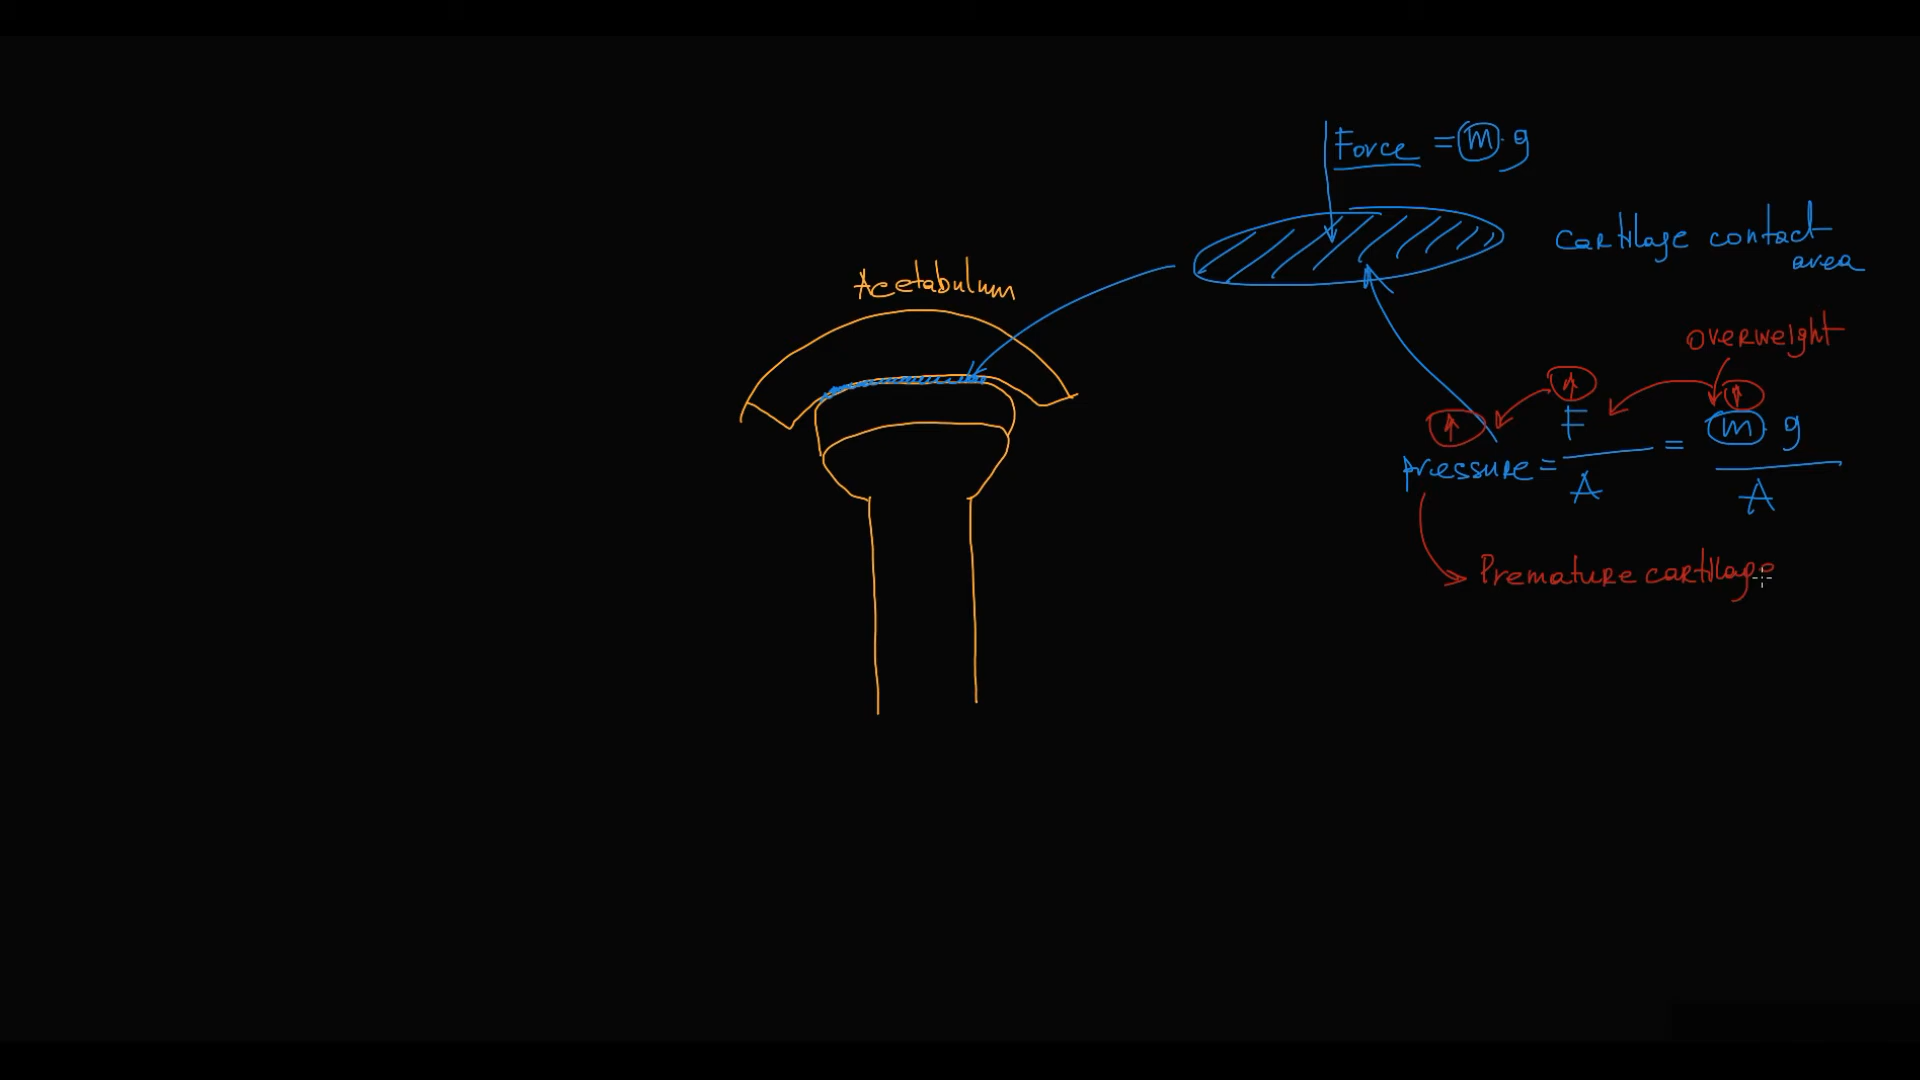 Force = m · g
cartilage contact
area
Acetabulum
overweight
↑ ↑ ↑
pressure = F/A = m · g/A
Premature cartilage